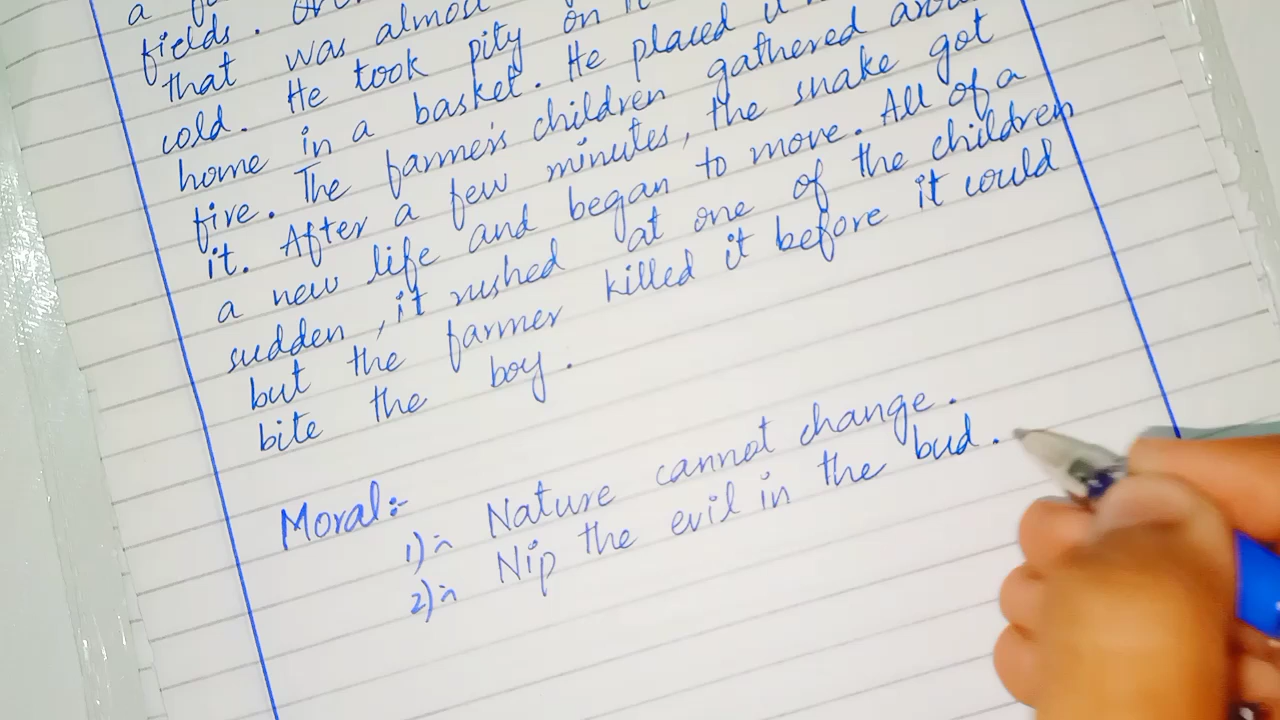 a
fields.
that was almost
cold. He took pity on it
home in a basket. He placed it
fire. The farmer's children gathered
it. After a few minutes, the snake got
a new life and began to move. All of a
sudden, it rushed at one of the children
but the farmer killed it before it could
bite the boy.
Moral:-
1)~ Nature cannot change.
2)~ Nip the evil in the bud.